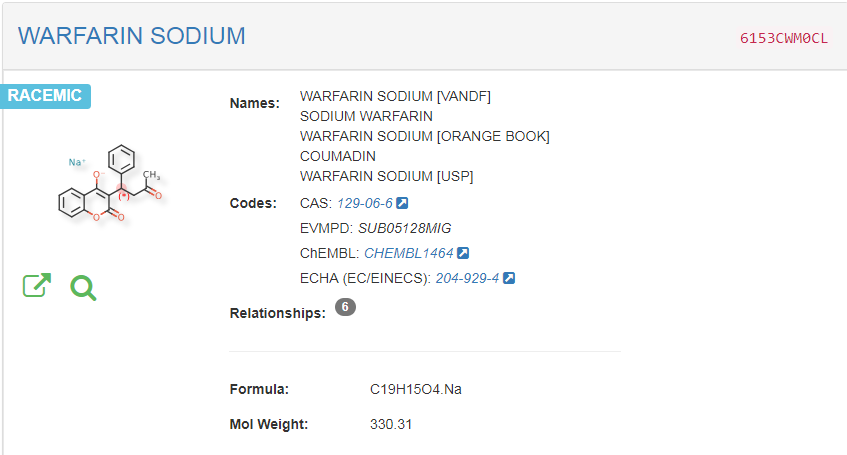 WARFARIN SODIUM
6153CWM0CL
RACEMIC
Names:
WARFARIN SODIUM [VANDF]
SODIUM WARFARIN
WARFARIN SODIUM [ORANGE BOOK]
COUMADIN
WARFARIN SODIUM [USP]
Na⁺
O⁻
CH₃
(*)
O
O
O
Codes:
CAS: 129-06-6
EVMPD: SUB05128MIG
ChEMBL: CHEMBL1464
ECHA (EC/EINECS): 204-929-4
Relationships: 6
Formula: C19H15O4.Na
Mol Weight: 330.31